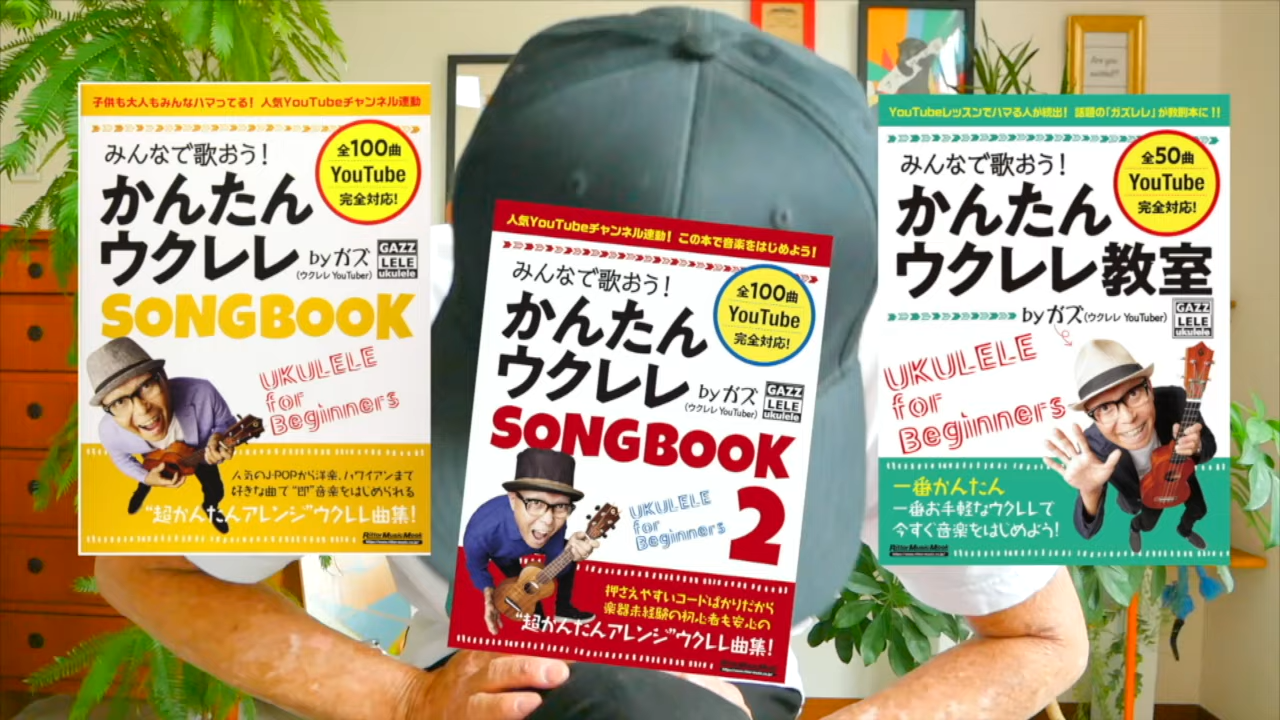 子供も大人もみんなハマってる! 人気YouTubeチャンネル連動
みんなで歌おう!
全100曲
YouTube
完全対応!
かんたん
ウクレレ
by ガズ
(ウクレレ YouTuber)
GAZZ
LELE
ukulele
SONGBOOK
UKULELE
for
Beginners
人気のJ-POPから洋楽、ハワイアンまで
好きな曲で“即”音楽をはじめられる
“超かんたんアレンジ”ウクレレ曲集!
Rittor Music Mook
人気YouTubeチャンネル連動! この本で音楽をはじめよう!
みんなで歌おう!
全100曲
YouTube
完全対応!
かんたん
ウクレレ
by ガズ
(ウクレレ YouTuber)
GAZZ
LELE
ukulele
SONGBOOK
2
UKULELE
for
Beginners
押さえやすいコードばかりだから
楽器未経験の初心者も安心の
“超かんたんアレンジ”ウクレレ曲集!
Rittor Music Mook
YouTubeレッスンでハマる人が続出! 話題の「ガズレレ」が教則本に!!
みんなで歌おう!
全50曲
YouTube
完全対応!
かんたん
ウクレレ教室
by ガズ(ウクレレ YouTuber)
GAZZ
LELE
ukulele
UKULELE
for
Beginners
一番かんたん
一番お手軽なウクレレで
今すぐ音楽をはじめよう!
Rittor Music Mook